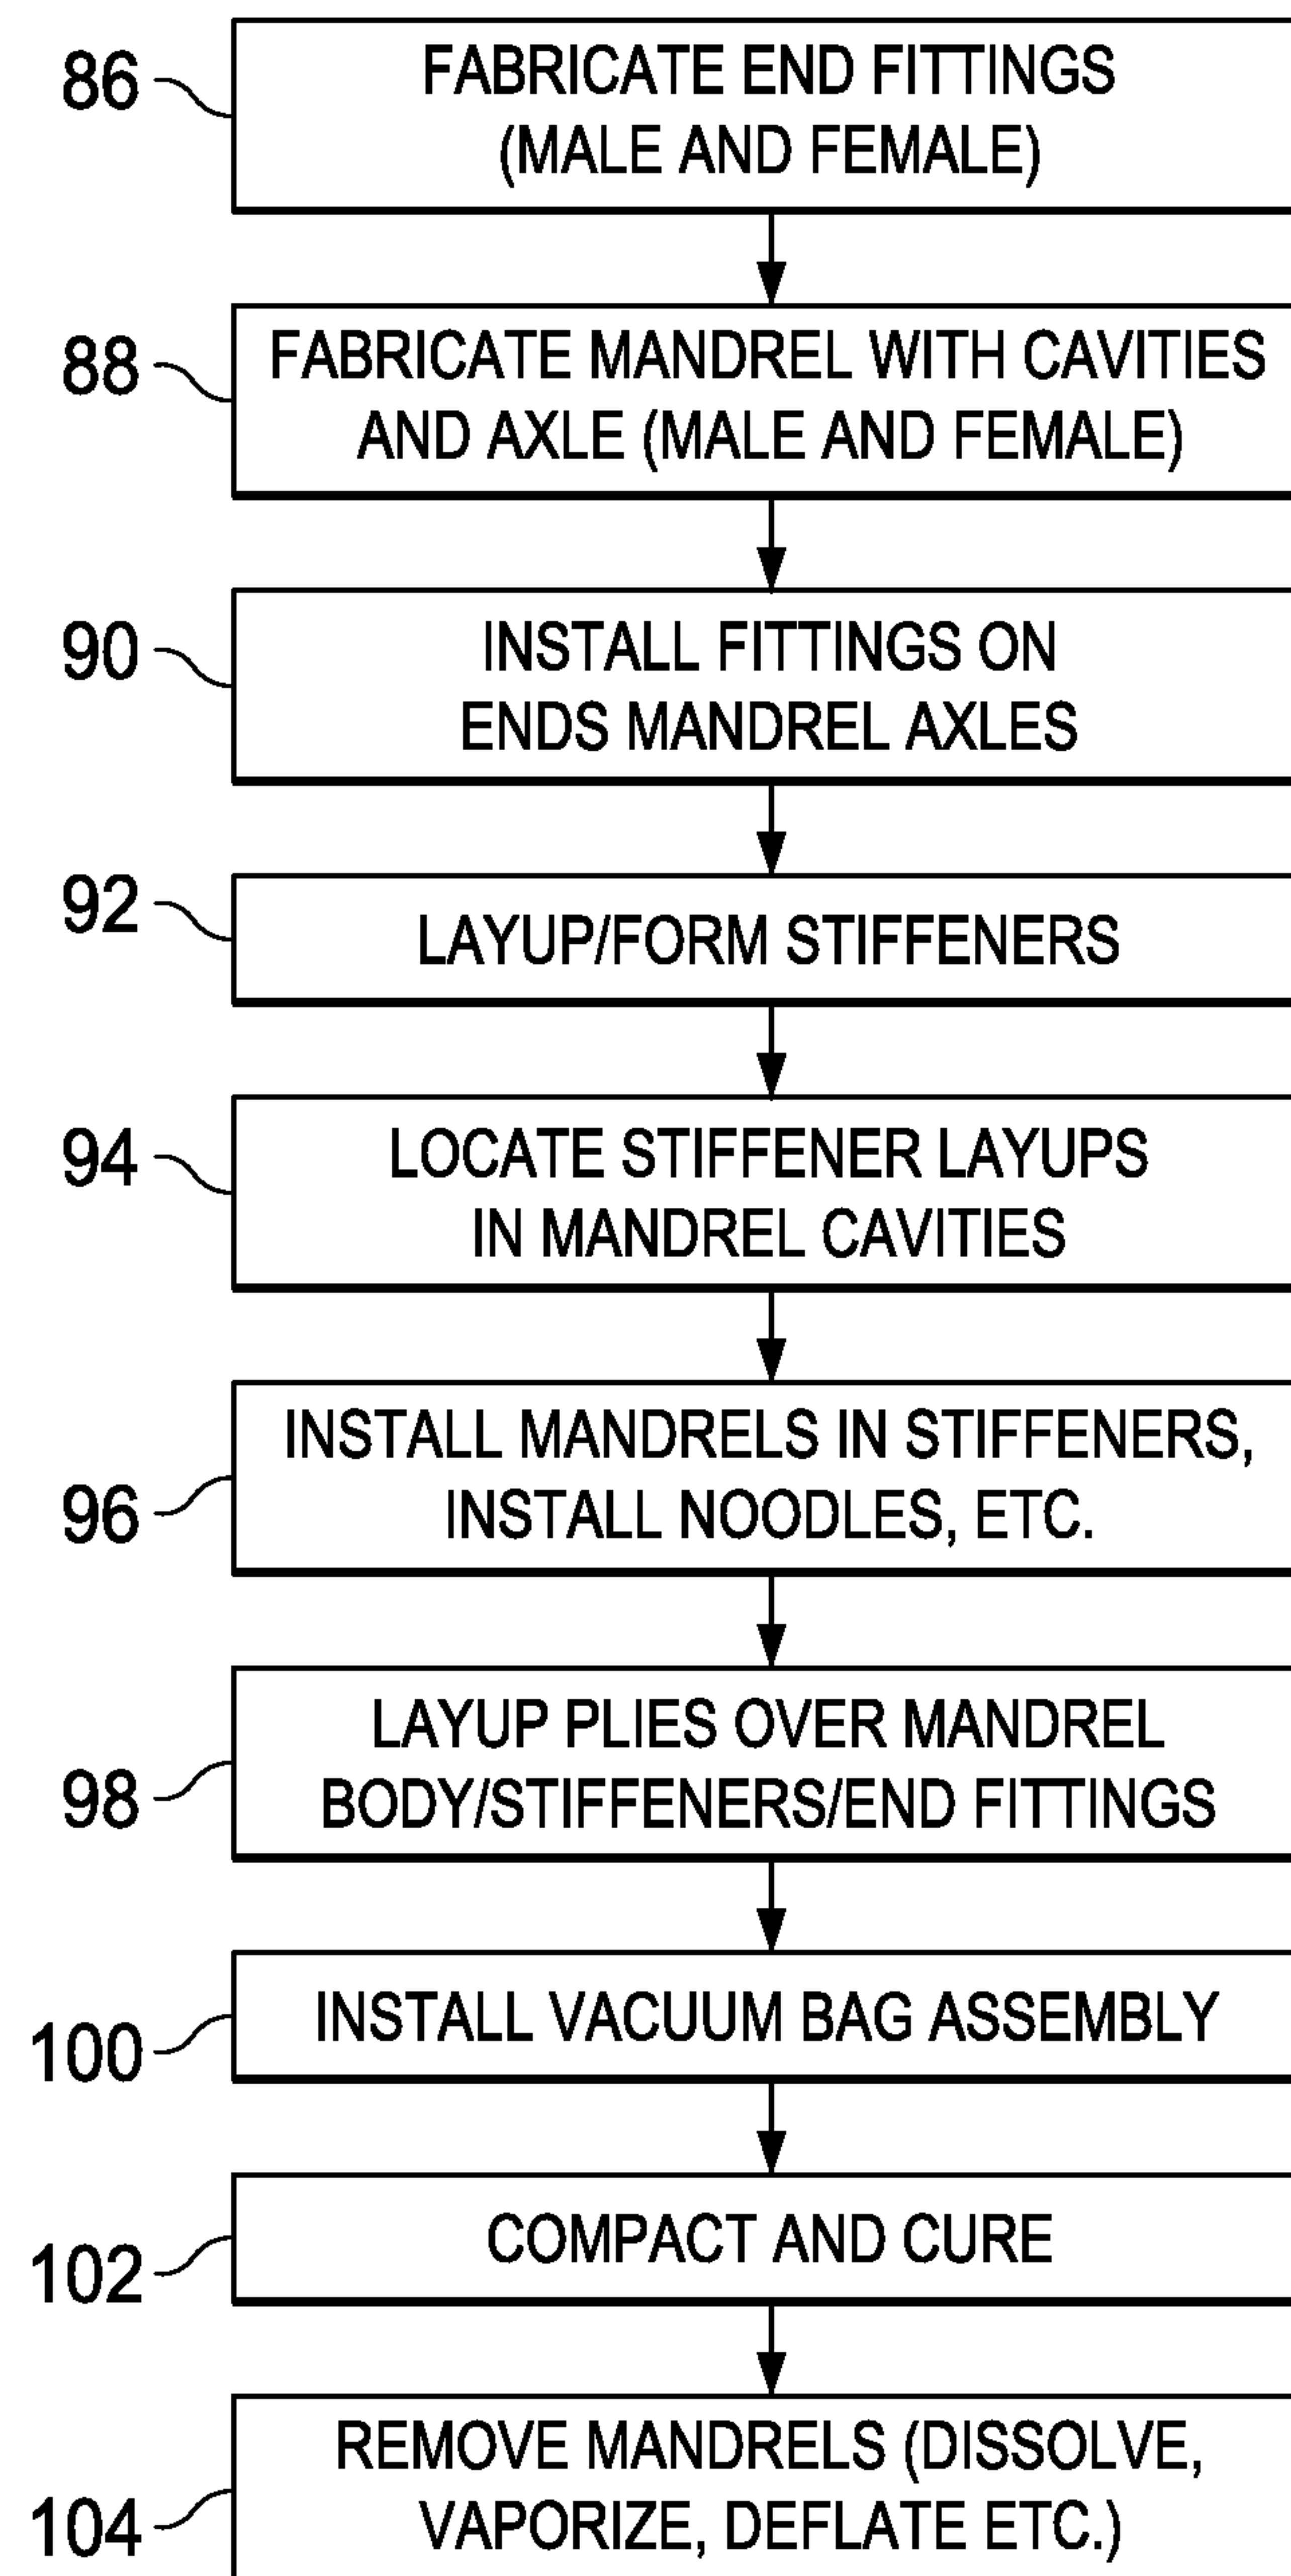 86
FABRICATE END FITTINGS
(MALE AND FEMALE)
88
FABRICATE MANDREL WITH CAVITIES
AND AXLE (MALE AND FEMALE)
90
INSTALL FITTINGS ON
ENDS MANDREL AXLES
92
LAYUP/FORM STIFFENERS
94
LOCATE STIFFENER LAYUPS
IN MANDREL CAVITIES
96
INSTALL MANDRELS IN STIFFENERS,
INSTALL NOODLES, ETC.
98
LAYUP PLIES OVER MANDREL
BODY/STIFFENERS/END FITTINGS
100
INSTALL VACUUM BAG ASSEMBLY
102
COMPACT AND CURE
104
REMOVE MANDRELS (DISSOLVE,
VAPORIZE, DEFLATE ETC.)